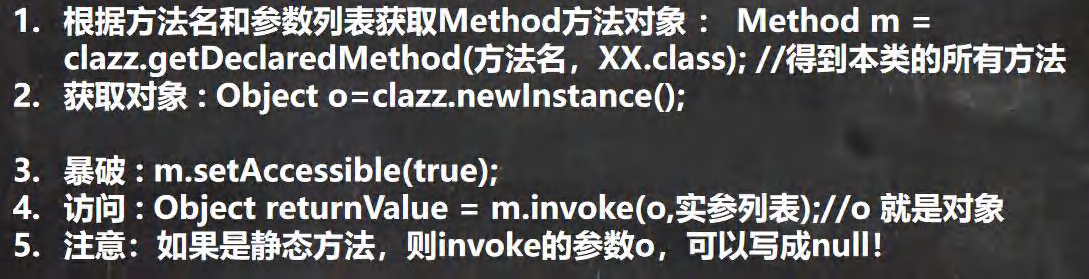 1. 根据方法名和参数列表获取Method方法对象： Method m =
clazz.getDeclaredMethod(方法名，XX.class); //得到本类的所有方法
2. 获取对象 : Object o=clazz.newInstance();
3. 暴破 : m.setAccessible(true);
4. 访问 : Object returnValue = m.invoke(o,实参列表);//o 就是对象
5. 注意：如果是静态方法，则invoke的参数o，可以写成null！